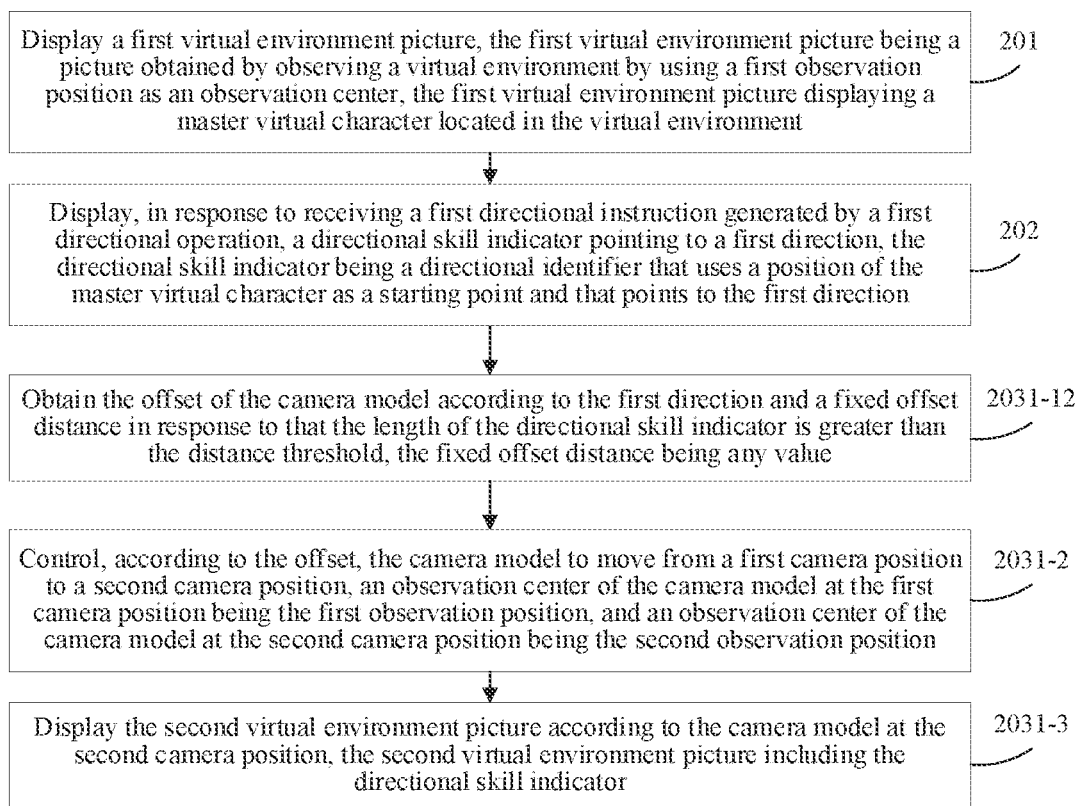 Display a first virtual environment picture, the first virtual environment picture being a
picture obtained by observing a virtual environment by using a first observation
position as an observation center, the first virtual environment picture displaying a
master virtual character located in the virtual environment
201
Display, in response to receiving a first directional instruction generated by a first
directional operation, a directional skill indicator pointing to a first direction, the
directional skill indicator being a directional identifier that uses a position of the
master virtual character as a starting point and that points to the first direction
202
Obtain the offset of the camera model according to the first direction and a fixed offset
distance in response to that the length of the directional skill indicator is greater than
the distance threshold, the fixed offset distance being any value
2031-12
Control, according to the offset, the camera model to move from a first camera position
to a second camera position, an observation center of the camera model at the first
camera position being the first observation position, and an observation center of the
camera model at the second camera position being the second observation position
2031-2
Display the second virtual environment picture according to the camera model at the
second camera position, the second virtual environment picture including the
directional skill indicator
2031-3